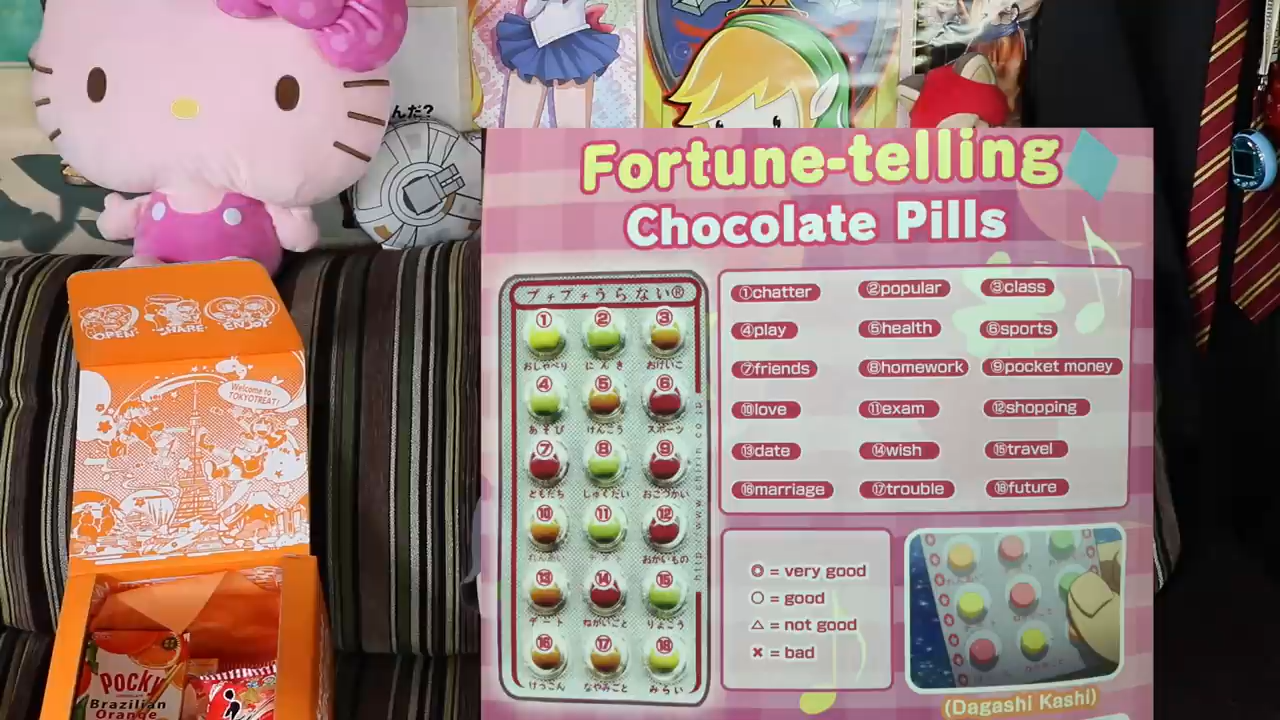 んだ?
OPEN!
SHARE!
ENJOY!
Welcome to
TOKYOTREAT!
POCKY
Brazilian
Orange
Fortune-telling
Chocolate Pills
プチプチうらない®
① ② ③
おしゃべり にんき おけいこ
④ ⑤ ⑥
あそび けんこう スポーツ
⑦ ⑧ ⑨
ともだち しゅくだい おこづかい
⑩ ⑪ ⑫
おかいもの
⑬ ⑭ ⑮
デート ねがいごと りょこう
⑯ ⑰ ⑱
けっこん なやみごと みらい
①chatter ②popular ③class
④play ⑤health ⑥sports
⑦friends ⑧homework ⑨pocket money
⑩love ⑪exam ⑫shopping
⑬date ⑭wish ⑮travel
⑯marriage ⑰trouble ⑱future
◎ = very good
○ = good
△ = not good
× = bad
(Dagashi Kashi)